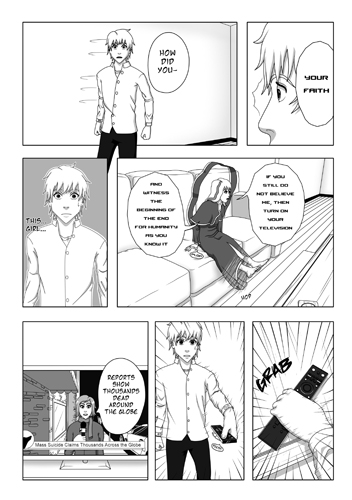 YOUR
FAITH
HOW
DID
YOU-
IF YOU
STILL DO
NOT
BELIEVE
ME, THEN
TURN ON
YOUR
TELEVISION
AND
WITNESS
THE
BEGINNING OF
THE END
FOR HUMANITY
AS YOU
KNOW IT
HOP
THIS
GIRL...
GRAB
REPORTS
SHOW
THOUSANDS
DEAD
AROUND
THE GLOBE
Mass Suicide Claims Thousands Across the Globe